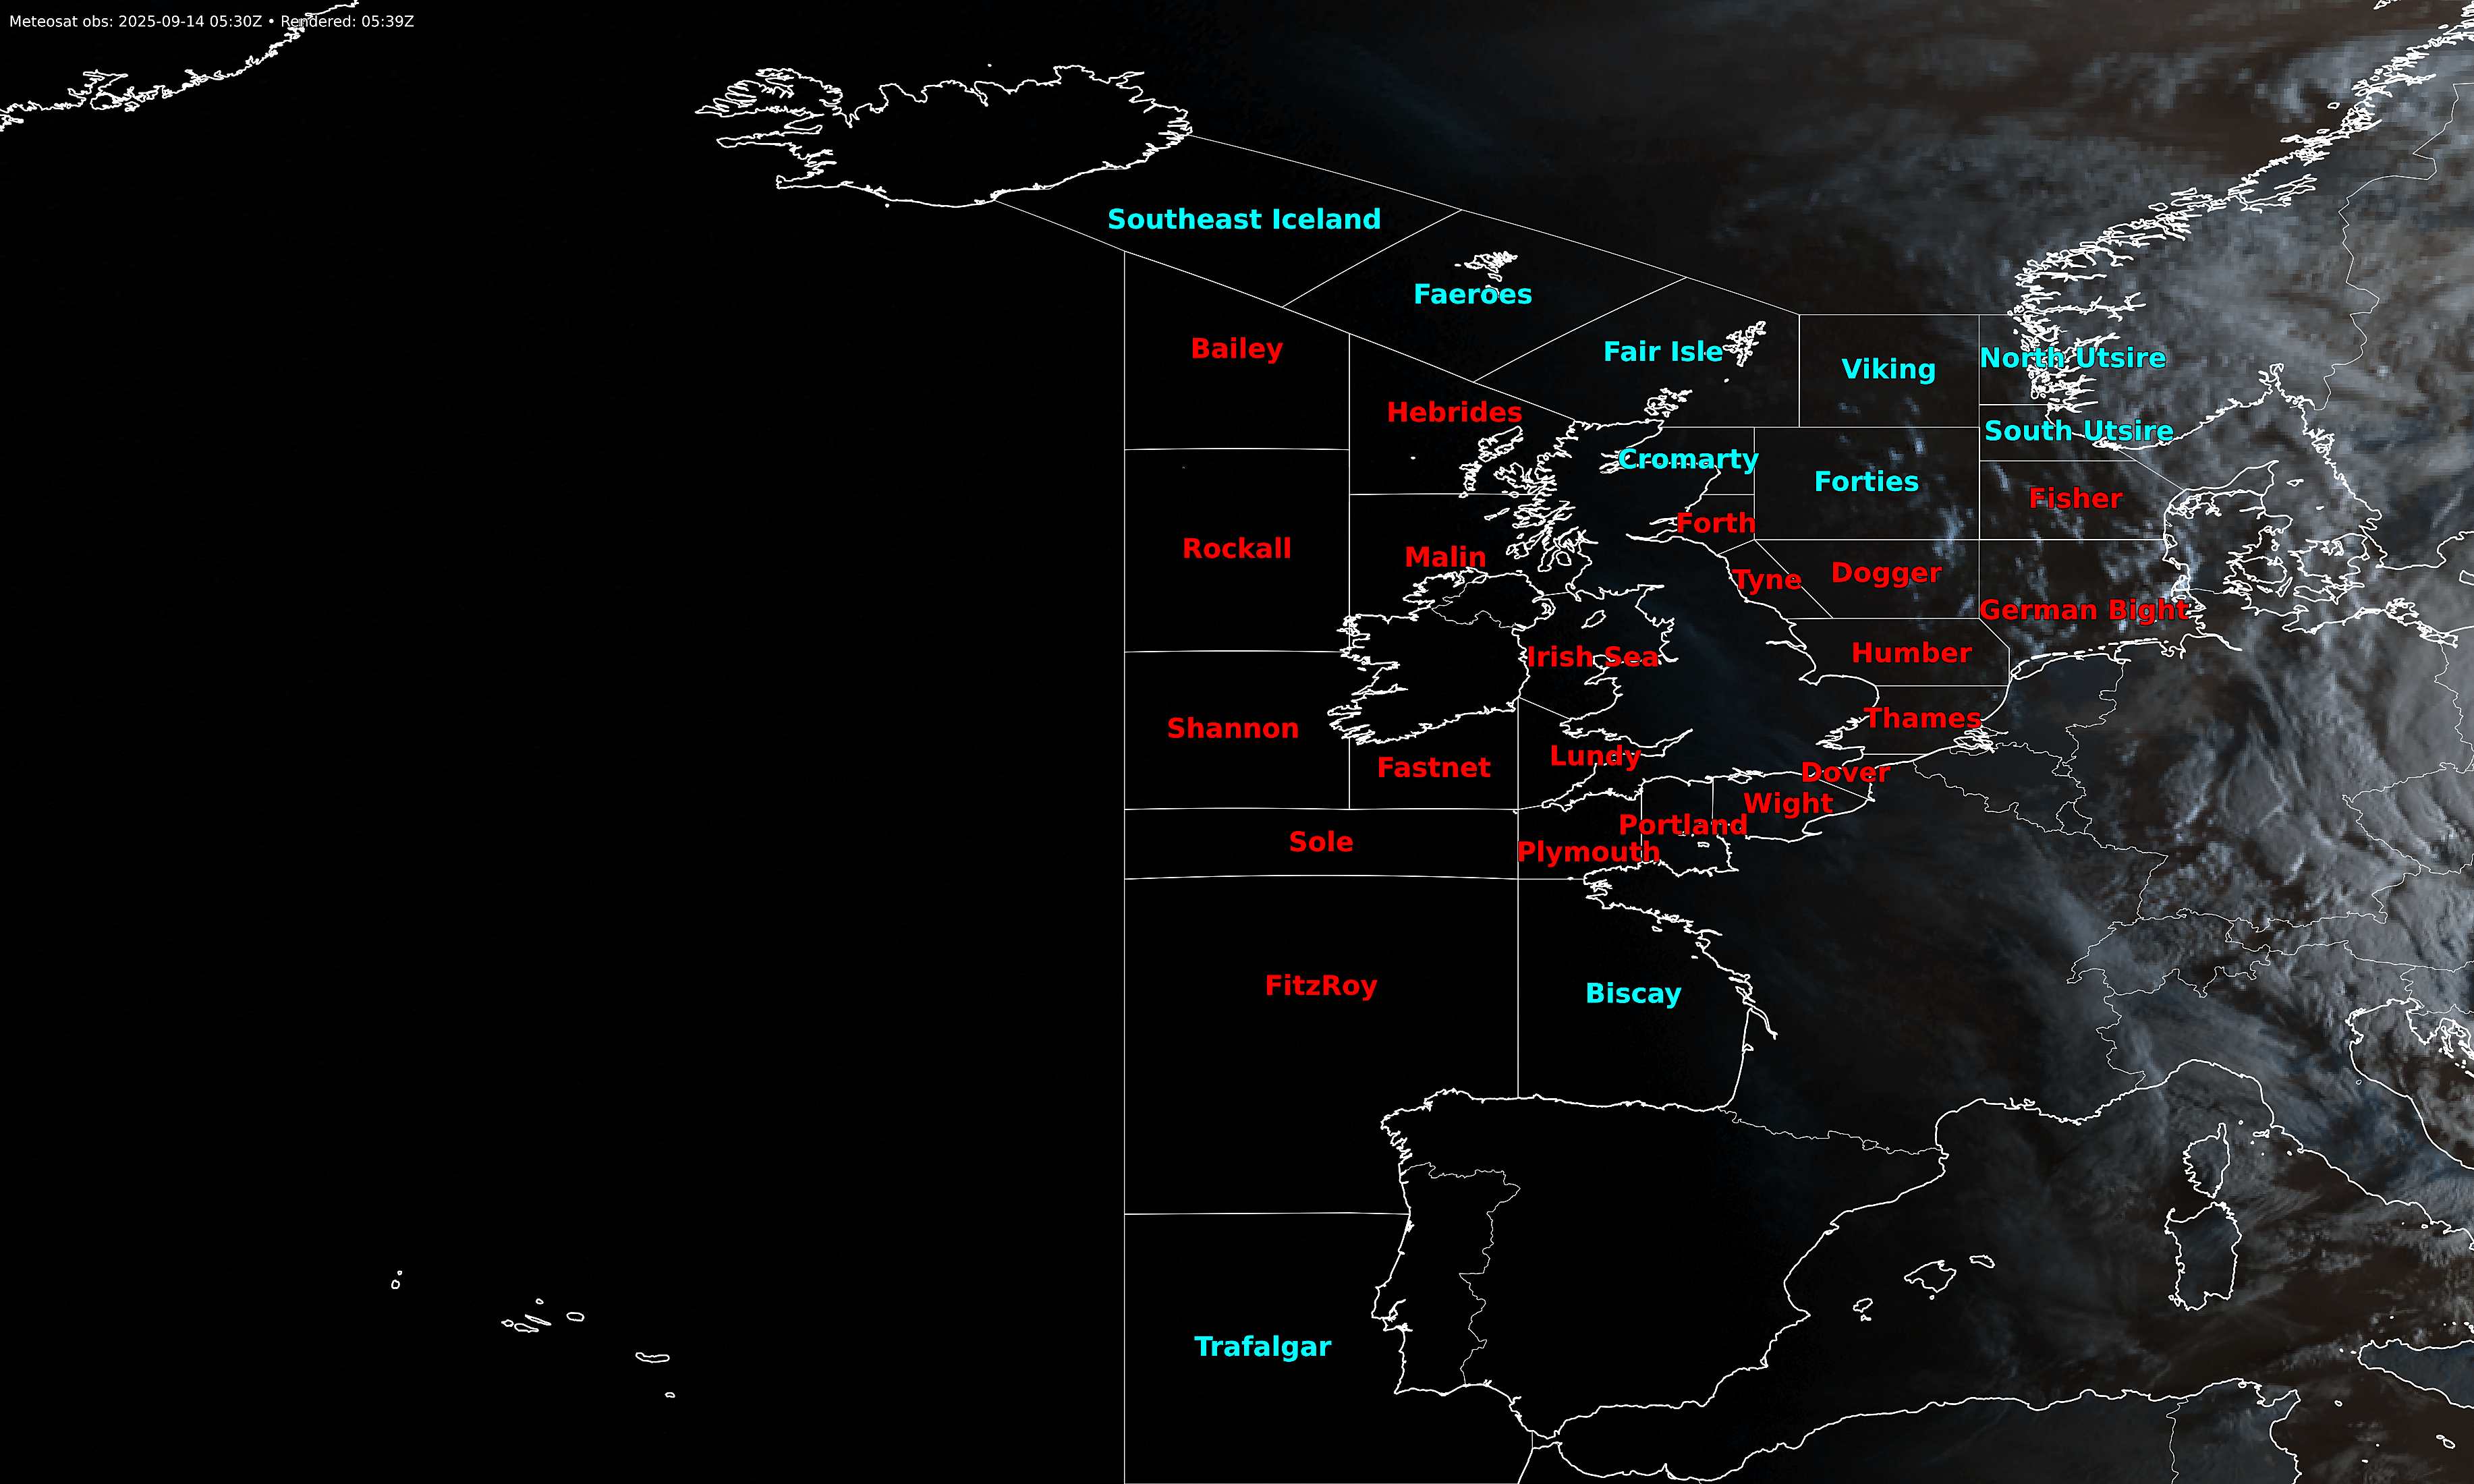 Meteosat obs: 2025-09-14 05:30Z • Rendered: 05:39Z
Southeast Iceland
Faeroes
Bailey
Fair Isle
Viking
North Utsire
Hebrides
South Utsire
Cromarty
Forties
Fisher
Forth
Rockall
Malin
Tyne
Dogger
German Bight
Irish Sea
Humber
Shannon
Thames
Fastnet
Lundy
Dover
Wight
Portland
Sole
Plymouth
FitzRoy
Biscay
Trafalgar